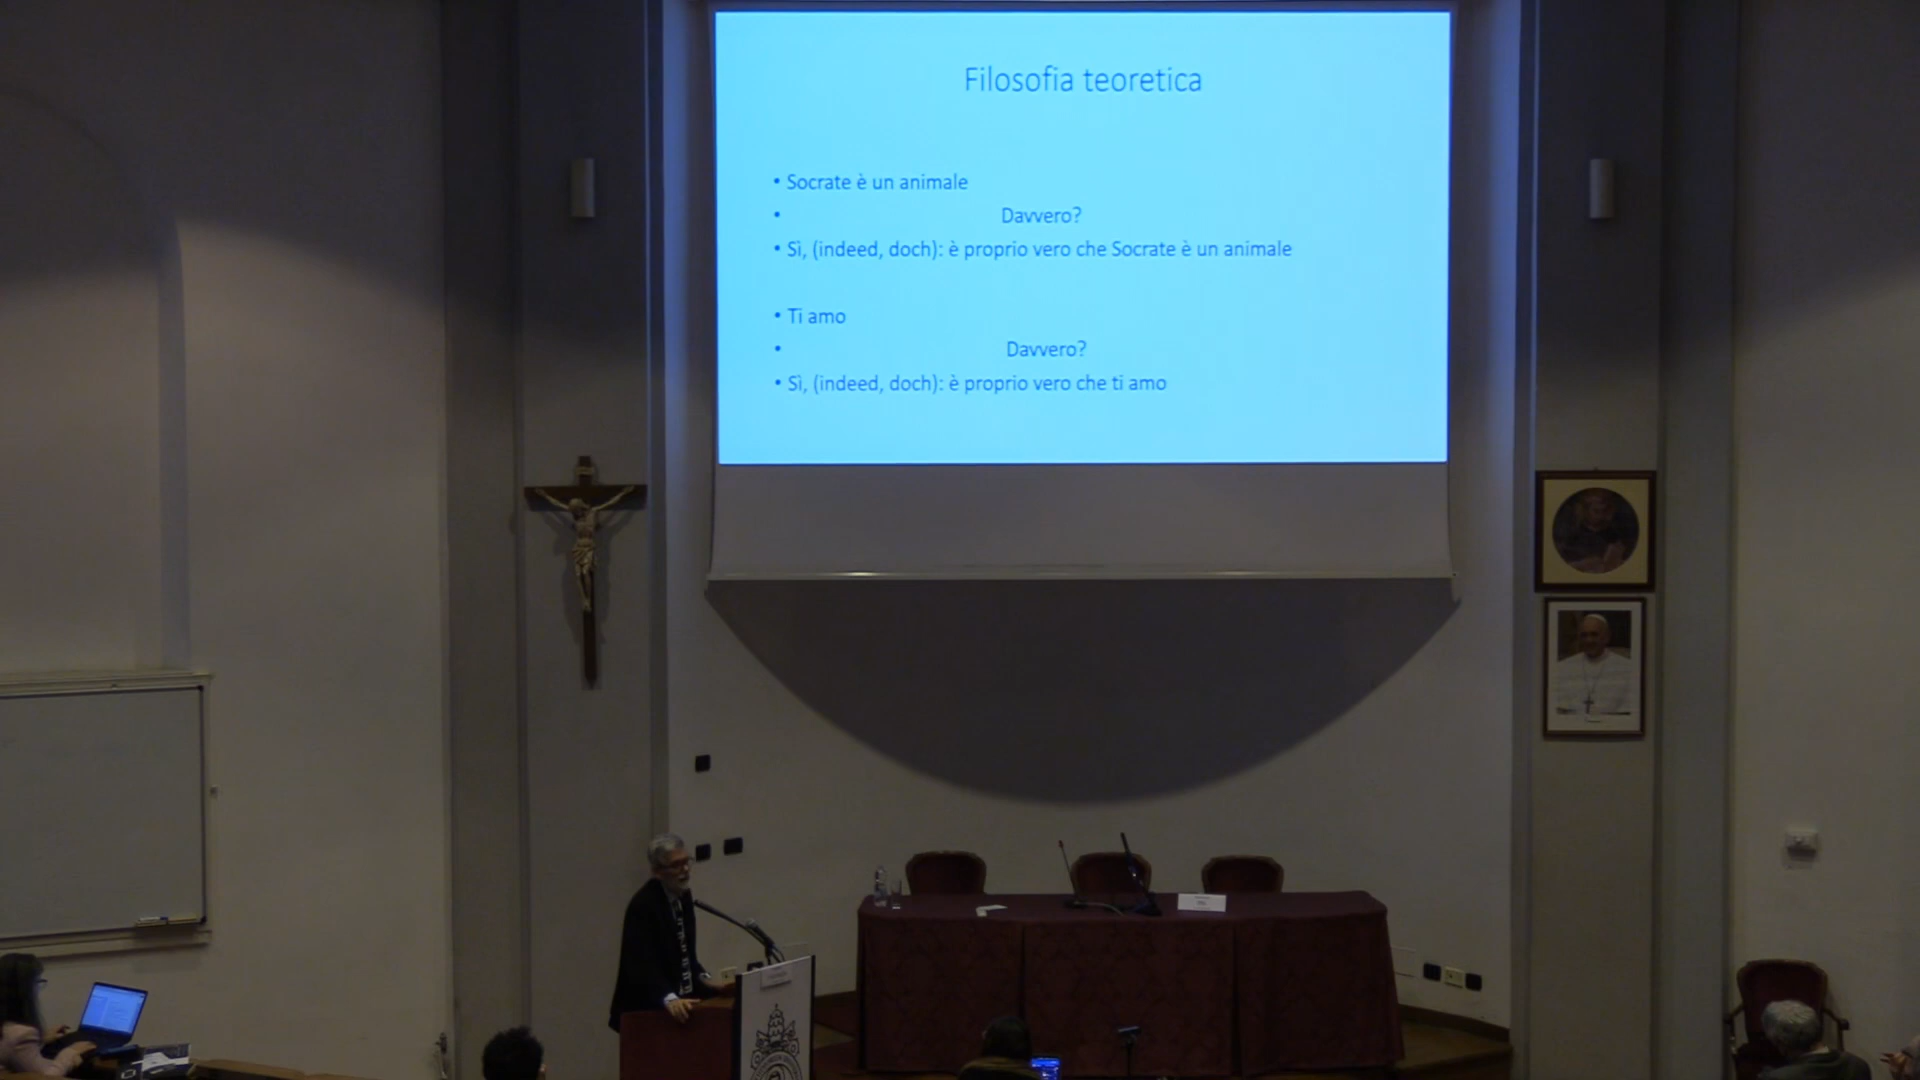 Filosofia teoretica
• Socrate è un animale
• Davvero?
• Sì, (indeed, doch): è proprio vero che Socrate è un animale
• Ti amo
• Davvero?
• Sì, (indeed, doch): è proprio vero che ti amo